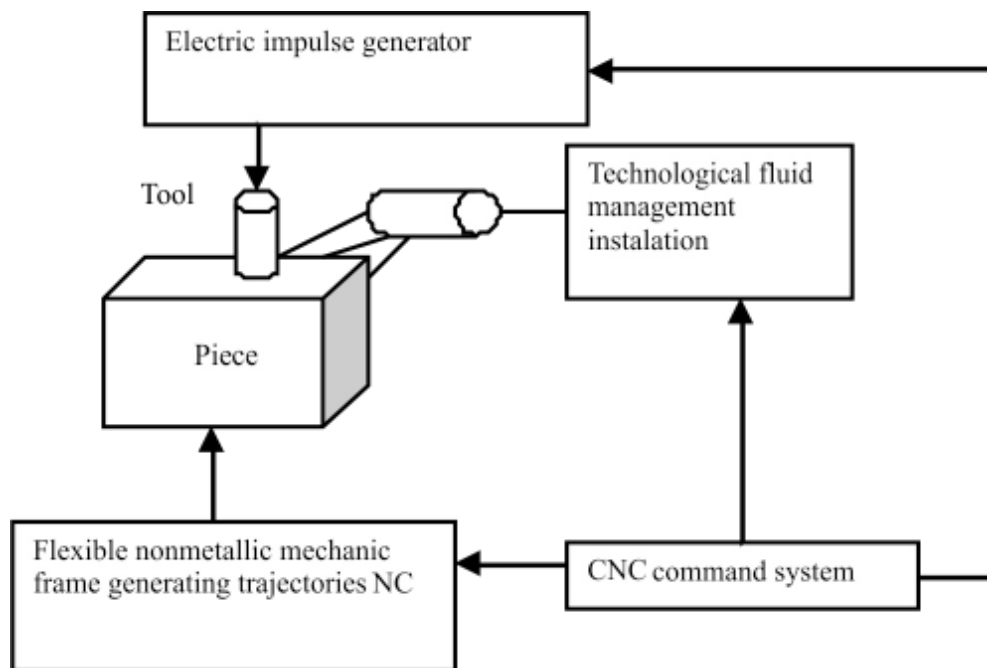 Electric impulse generator
Tool
Technological fluid
management
instalation
Piece
Flexible nonmetallic mechanic
frame generating trajectories NC
CNC command system